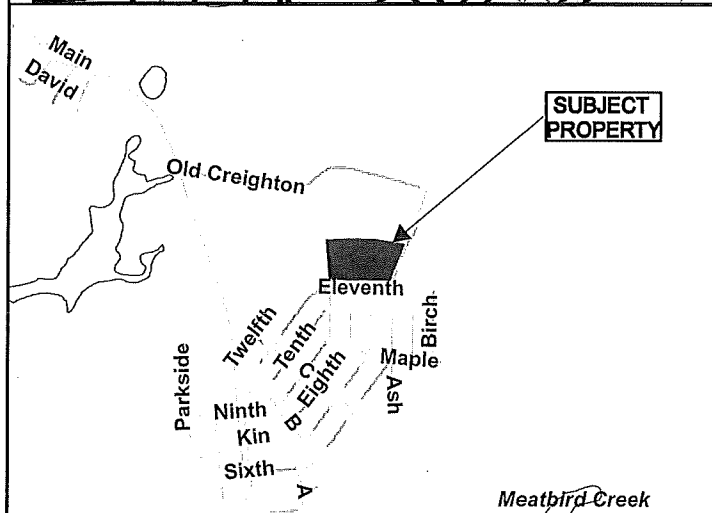 Main
David
SUBJECT
PROPERTY
Old Creighton
Eleventh
Twelfth
Tenth
C
Eighth
B
Birch
Maple
Ash
Parkside
Ninth
Kin
Sixth
A
Meatbird Creek